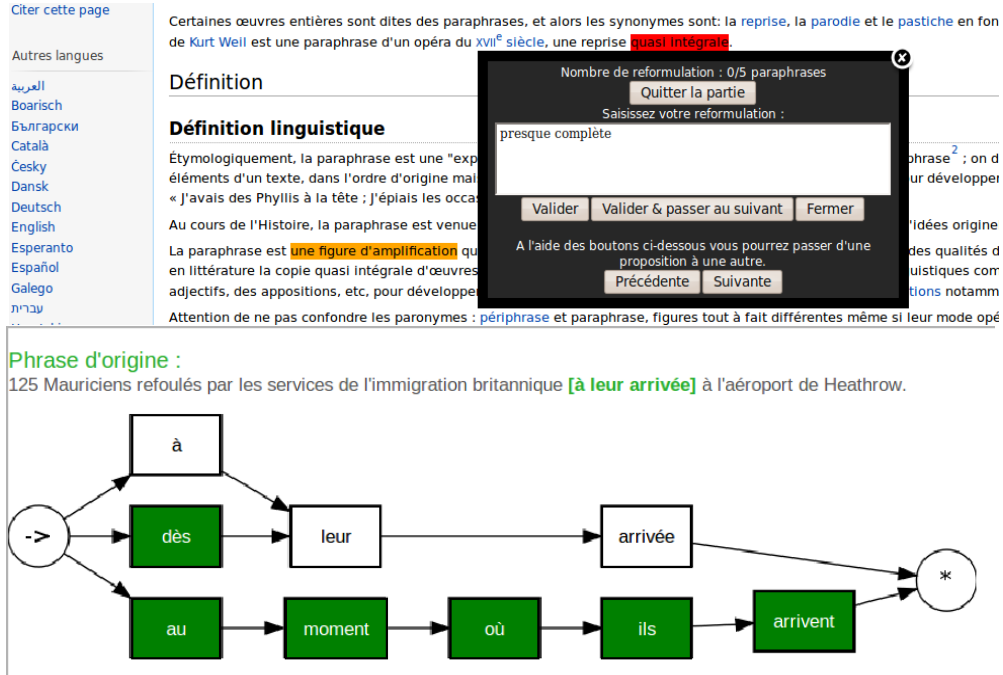 Citer cette page
Autres langues
العربية
Boarisch
Български
Català
Česky
Dansk
Deutsch
English
Esperanto
Español
Galego
עברית
Certaines œuvres entières sont dites des paraphrases, et alors les synonymes sont: la reprise, la parodie et le pastiche en fon
de Kurt Weil est une paraphrase d'un opéra du XVIIe siècle, une reprise quasi intégrale.
Définition
Définition linguistique
Étymologiquement, la paraphrase est une "exp
phrase2 ; on d
éléments d'un texte, dans l'ordre d'origine mai
ur développer
« J'avais des Phyllis à la tête ; J'épiais les occa
Au cours de l'Histoire, la paraphrase est venue
'idées origine
La paraphrase est une figure d'amplification qu
des qualités d
en littérature la copie quasi intégrale d'œuvres
uistiques com
adjectifs, des appositions, etc, pour développe
tions notamm
Attention de ne pas confondre les paronymes : périphrase et paraphrase, figures tout à fait différentes même si leur mode opé
Nombre de reformulation : 0/5 paraphrases
Quitter la partie
Saisissez votre reformulation :
presque complète
Valider Valider & passer au suivant Fermer
A l'aide des boutons ci-dessous vous pourrez passer d'une
proposition à une autre.
Précédente Suivante
Phrase d'origine :
125 Mauriciens refoulés par les services de l'immigration britannique [à leur arrivée] à l'aéroport de Heathrow.
à
-> dès leur arrivée *
au moment où ils arrivent